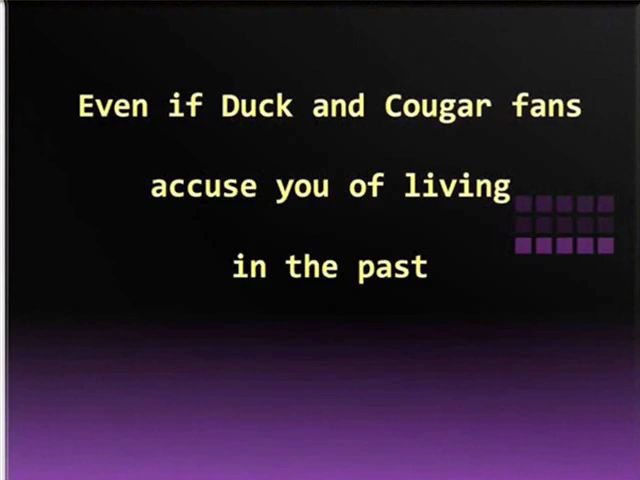 Even if Duck and Cougar fans
accuse you of living
in the past